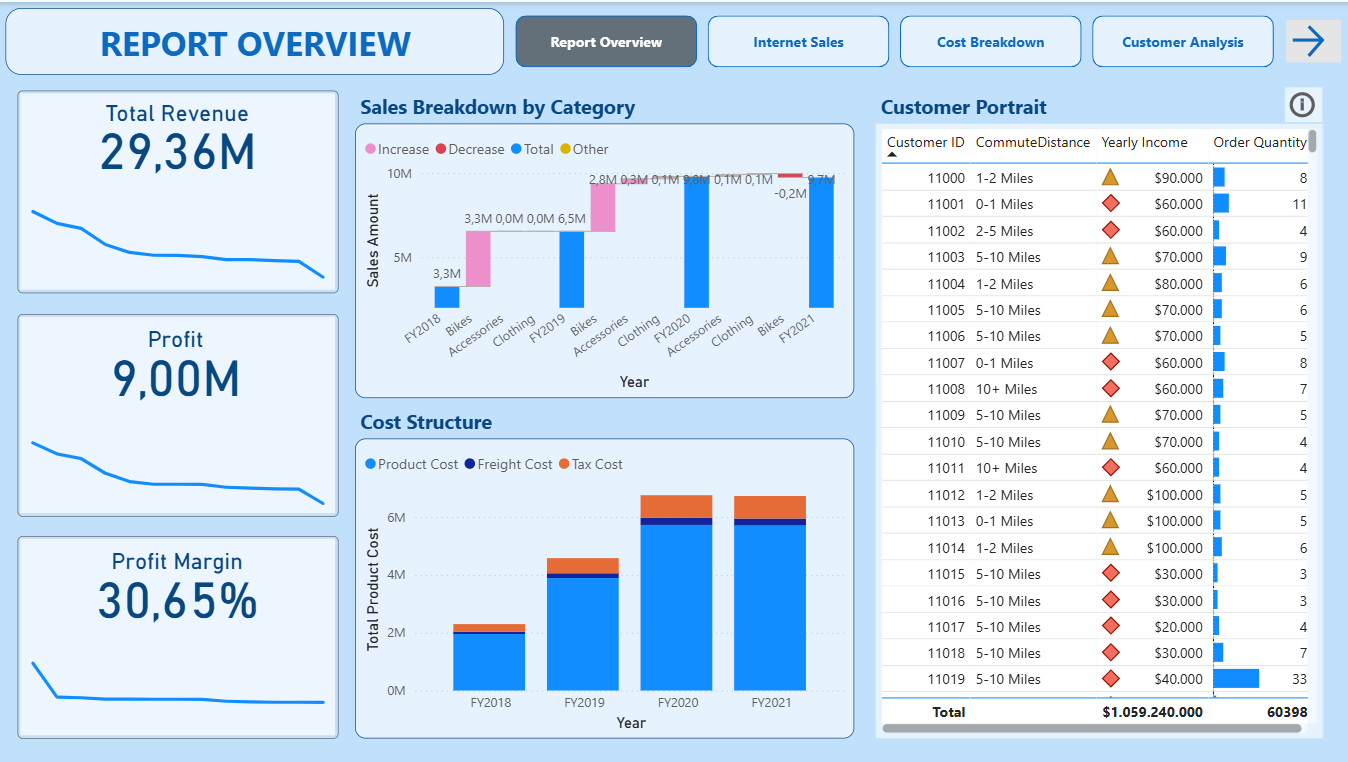 REPORT OVERVIEW
Report Overview
Internet Sales
Cost Breakdown
Customer Analysis
Total Revenue
29,36M
Profit
9,00M
Profit Margin
30,65%
Sales Breakdown by Category
Increase Decrease Total Other
Sales Amount
10M
5M
3,3M
3,3M 0,0M 0,0M 6,5M
2,8M 0,3M 0,1M 9,8M 0,1M 0,1M
-0,2M
9,7M
FY2018 Bikes Accessories Clothing FY2019 Bikes Accessories Clothing FY2020 Accessories Clothing Bikes FY2021
Year
Cost Structure
Product Cost Freight Cost Tax Cost
Total Product Cost
6M
4M
2M
0M
FY2018 FY2019 FY2020 FY2021
Year
Customer Portrait
Customer ID CommuteDistance Yearly Income Order Quantity
11000 1-2 Miles $90.000 8
11001 0-1 Miles $60.000 11
11002 2-5 Miles $60.000 4
11003 5-10 Miles $70.000 9
11004 1-2 Miles $80.000 6
11005 5-10 Miles $70.000 6
11006 5-10 Miles $70.000 5
11007 0-1 Miles $60.000 8
11008 10+ Miles $60.000 7
11009 5-10 Miles $70.000 5
11010 5-10 Miles $70.000 4
11011 10+ Miles $60.000 4
11012 1-2 Miles $100.000 5
11013 0-1 Miles $100.000 5
11014 1-2 Miles $100.000 6
11015 5-10 Miles $30.000 3
11016 5-10 Miles $30.000 3
11017 5-10 Miles $20.000 4
11018 5-10 Miles $30.000 7
11019 5-10 Miles $40.000 33
Total $1.059.240.000 60398